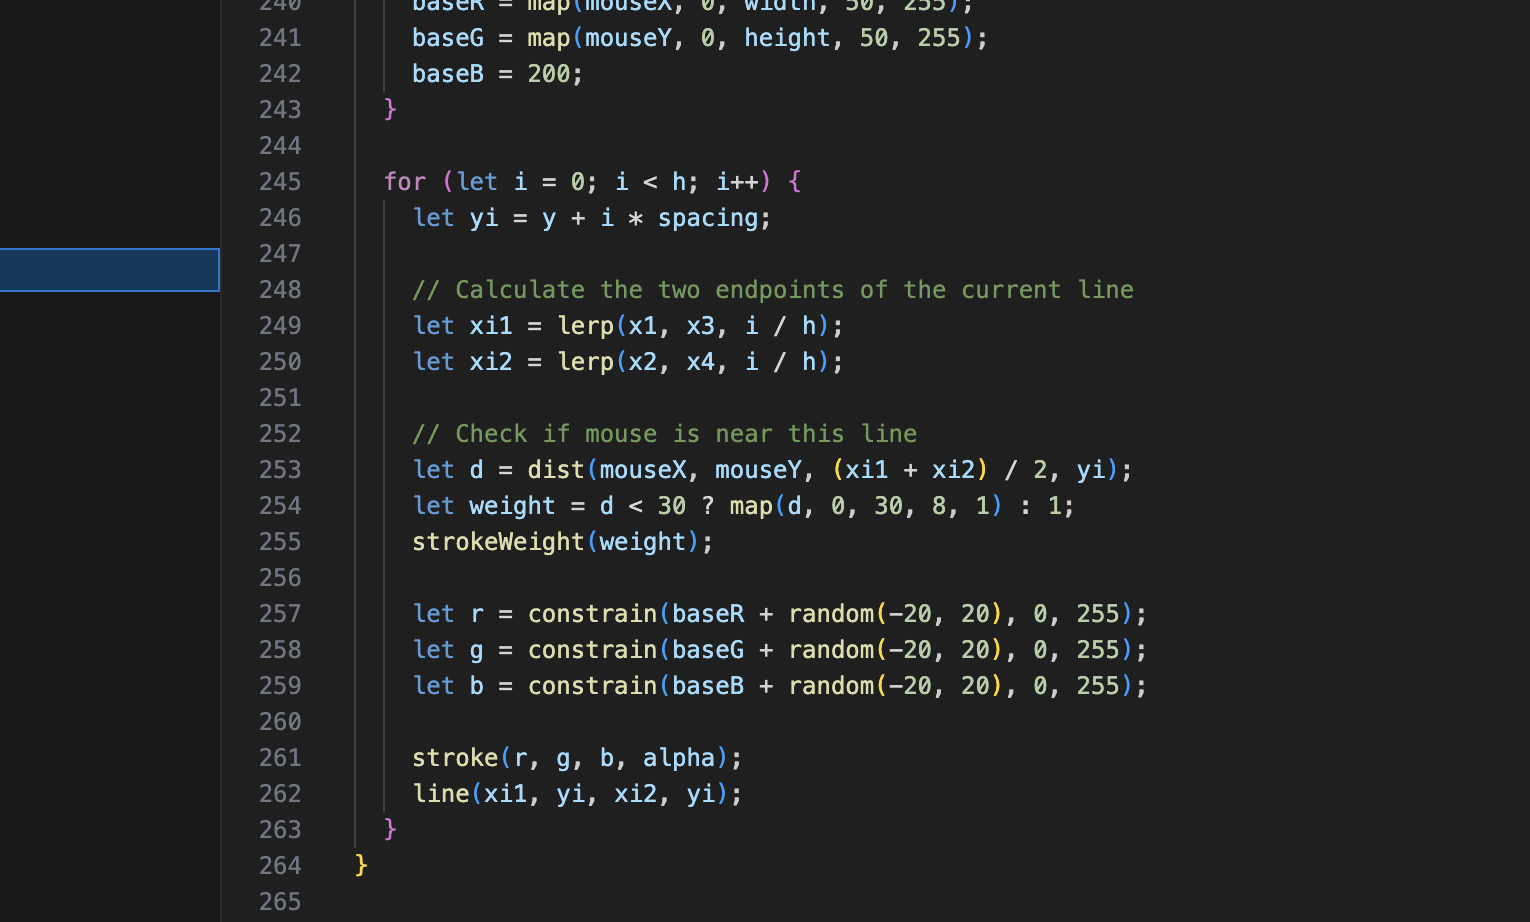 240 baseR = map(mouseX, 0, width, 50, 255);
241 baseG = map(mouseY, 0, height, 50, 255);
242 baseB = 200;
243 }
244
245 for (let i = 0; i < h; i++) {
246 let yi = y + i * spacing;
247
248 // Calculate the two endpoints of the current line
249 let xi1 = lerp(x1, x3, i / h);
250 let xi2 = lerp(x2, x4, i / h);
251
252 // Check if mouse is near this line
253 let d = dist(mouseX, mouseY, (xi1 + xi2) / 2, yi);
254 let weight = d < 30 ? map(d, 0, 30, 8, 1) : 1;
255 strokeWeight(weight);
256
257 let r = constrain(baseR + random(-20, 20), 0, 255);
258 let g = constrain(baseG + random(-20, 20), 0, 255);
259 let b = constrain(baseB + random(-20, 20), 0, 255);
260
261 stroke(r, g, b, alpha);
262 line(xi1, yi, xi2, yi);
263 }
264 }
265